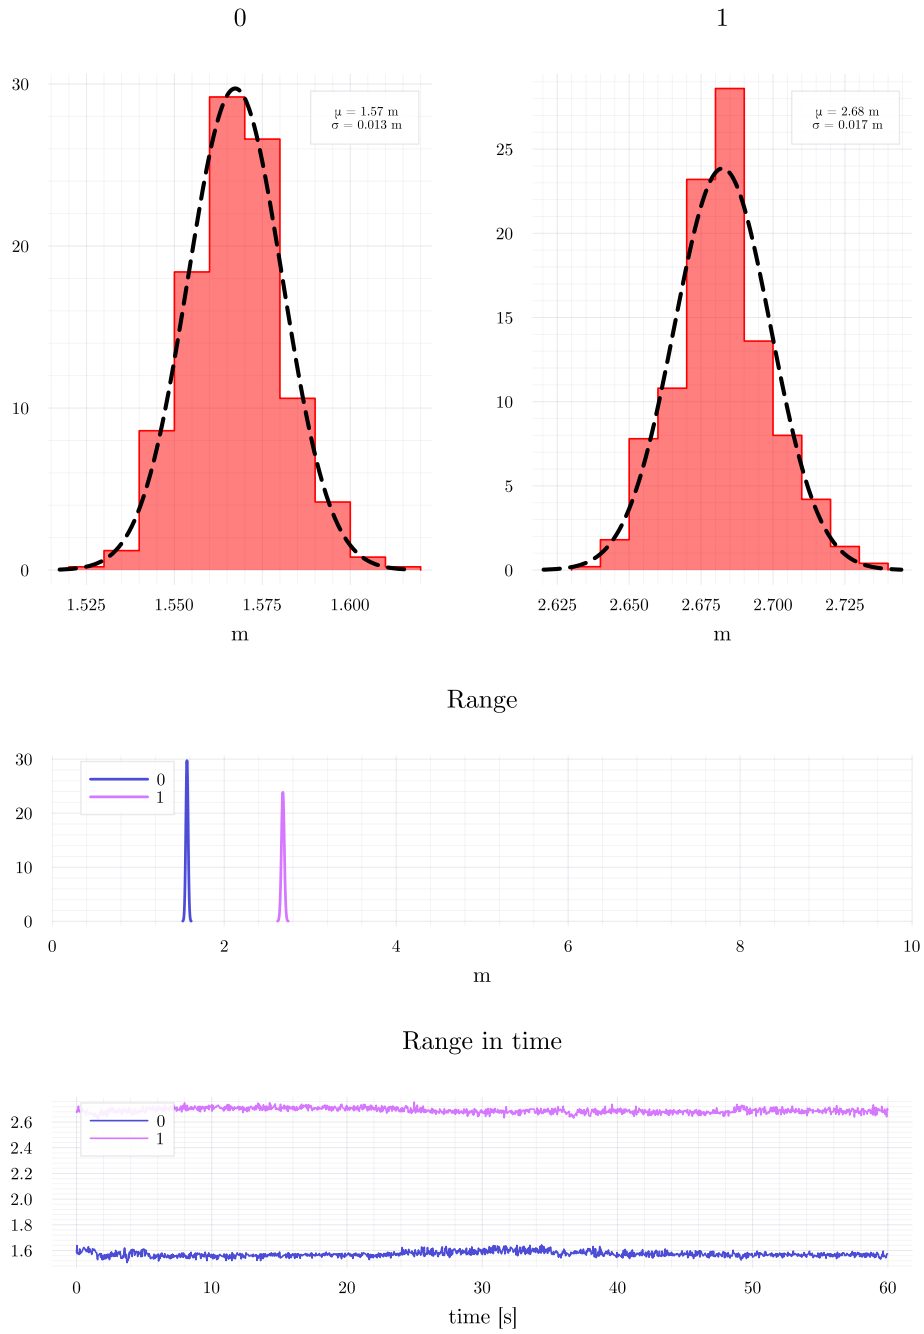 0
30
20
10
0
μ = 1.57 m
σ = 0.013 m
1.525 1.550 1.575 1.600
m
1
25
20
15
10
5
0
μ = 2.68 m
σ = 0.017 m
2.625 2.650 2.675 2.700 2.725
m
Range
30
20
10
0
0
1
0 2 4 6 8 10
m
Range in time
2.6
2.4
2.2
2.0
1.8
1.6
0
1
0 10 20 30 40 50 60
time [s]